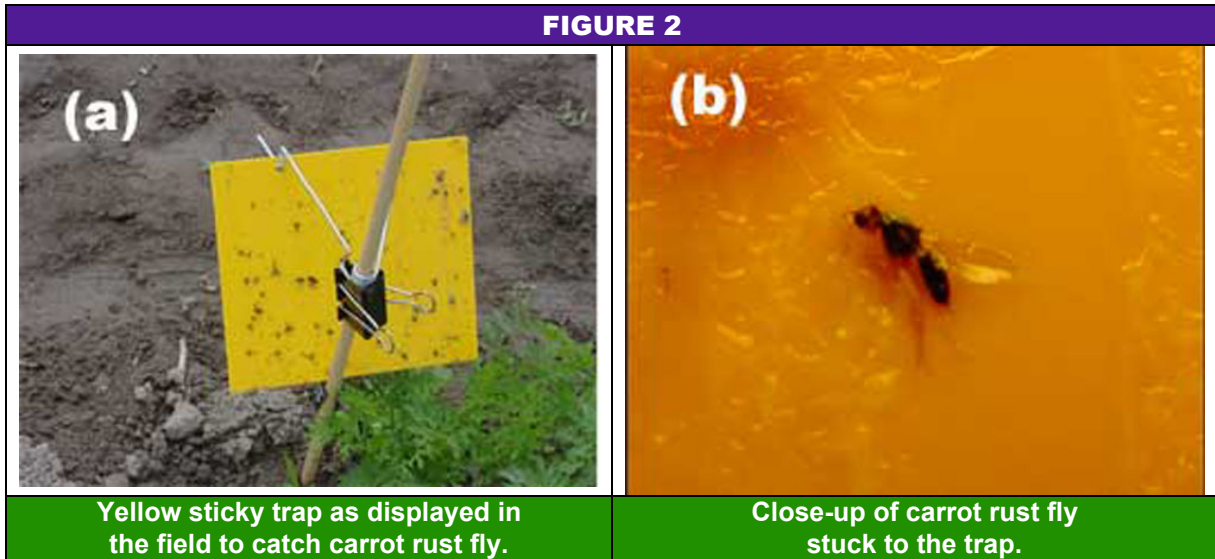 FIGURE 2
(a)
(b)
Yellow sticky trap as displayed in
the field to catch carrot rust fly.
Close-up of carrot rust fly
stuck to the trap.